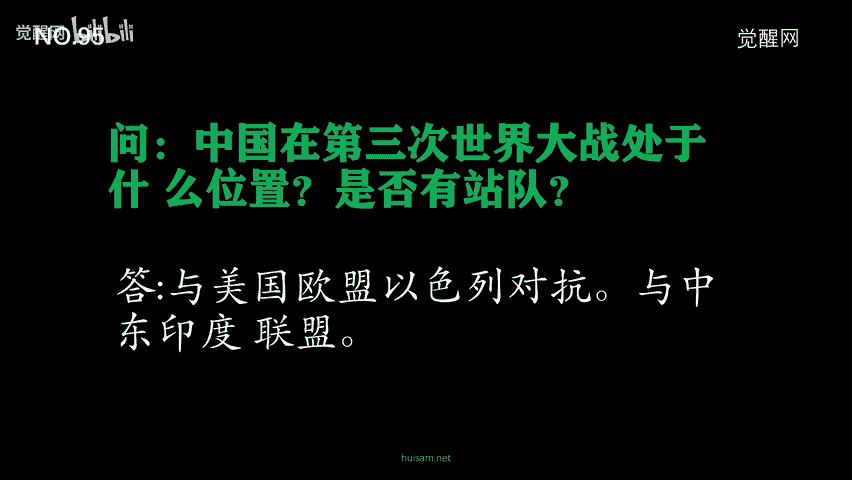 觉醒网 bilibili
NO.95
觉醒网
问：中国在第三次世界大战处于
什 么位置？是否有站队？
答:与美国欧盟以色列对抗。与中
东印度 联盟。
huisam.net